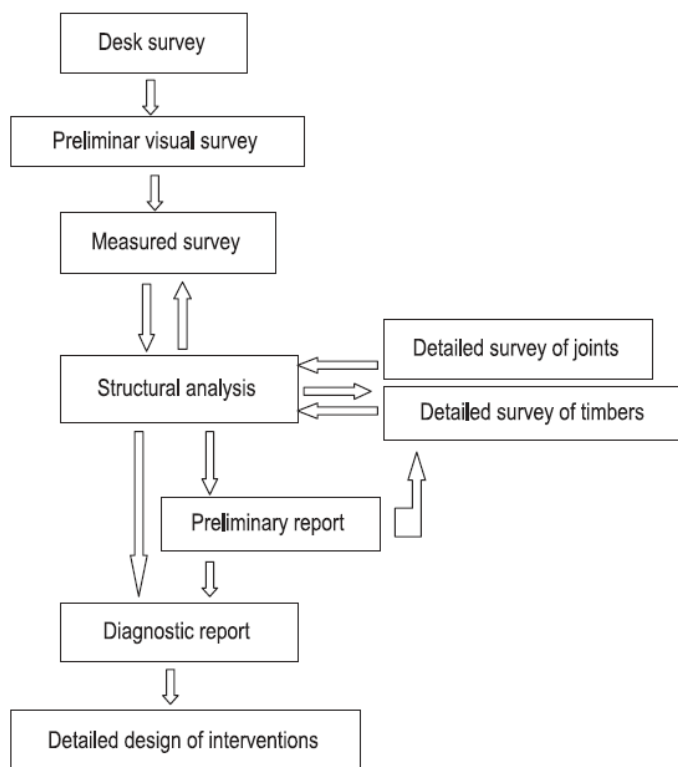 Desk survey
Preliminar visual survey
Measured survey
Detailed survey of joints
Structural analysis
Detailed survey of timbers
Preliminary report
Diagnostic report
Detailed design of interventions